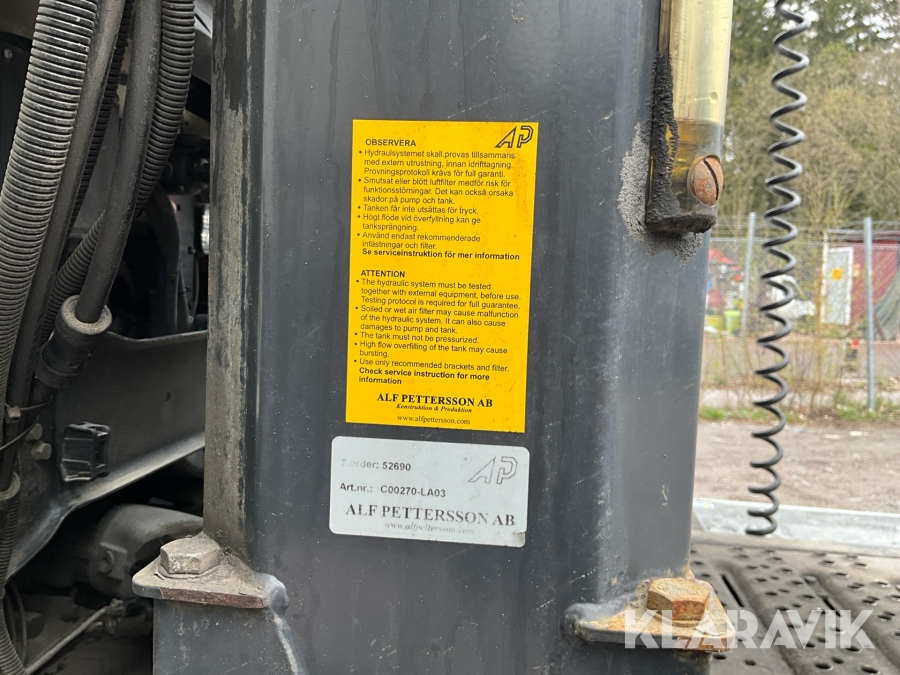 AP
OBSERVERA
• Hydraulsystemet skall provas tillsammans
med extern utrustning, innan idrifttagning.
Provningsprotokoll krävs för full garanti.
• Smutsat eller blött luftfilter medför risk för
funktionsstörningar. Det kan också orsaka
skador på pump och tank.
• Tanken får inte utsättas för tryck.
• Högt flöde vid överfyllning kan ge
tanksprängning.
• Använd endast rekommenderade
infästningar och filter.
Se serviceinstruktion för mer information
ATTENTION
• The hydraulic system must be tested
together with external equipment, before use.
Testing protocol is required for full guarantee.
• Soiled or wet air filter may cause malfunction
of the hydraulic system. It can also cause
damages to pump and tank.
• The tank must not be pressurized.
• High flow overfilling of the tank may cause
bursting.
• Use only recommended brackets and filter.
Check service instruction for more
information
ALF PETTERSSON AB
Konstruktion & Produktion
www.alfpettersson.com
AP
T.order: 52690
Art.nr.: C00270-LA03
ALF PETTERSSON AB
www.alfpettersson.com
KLARAVIK